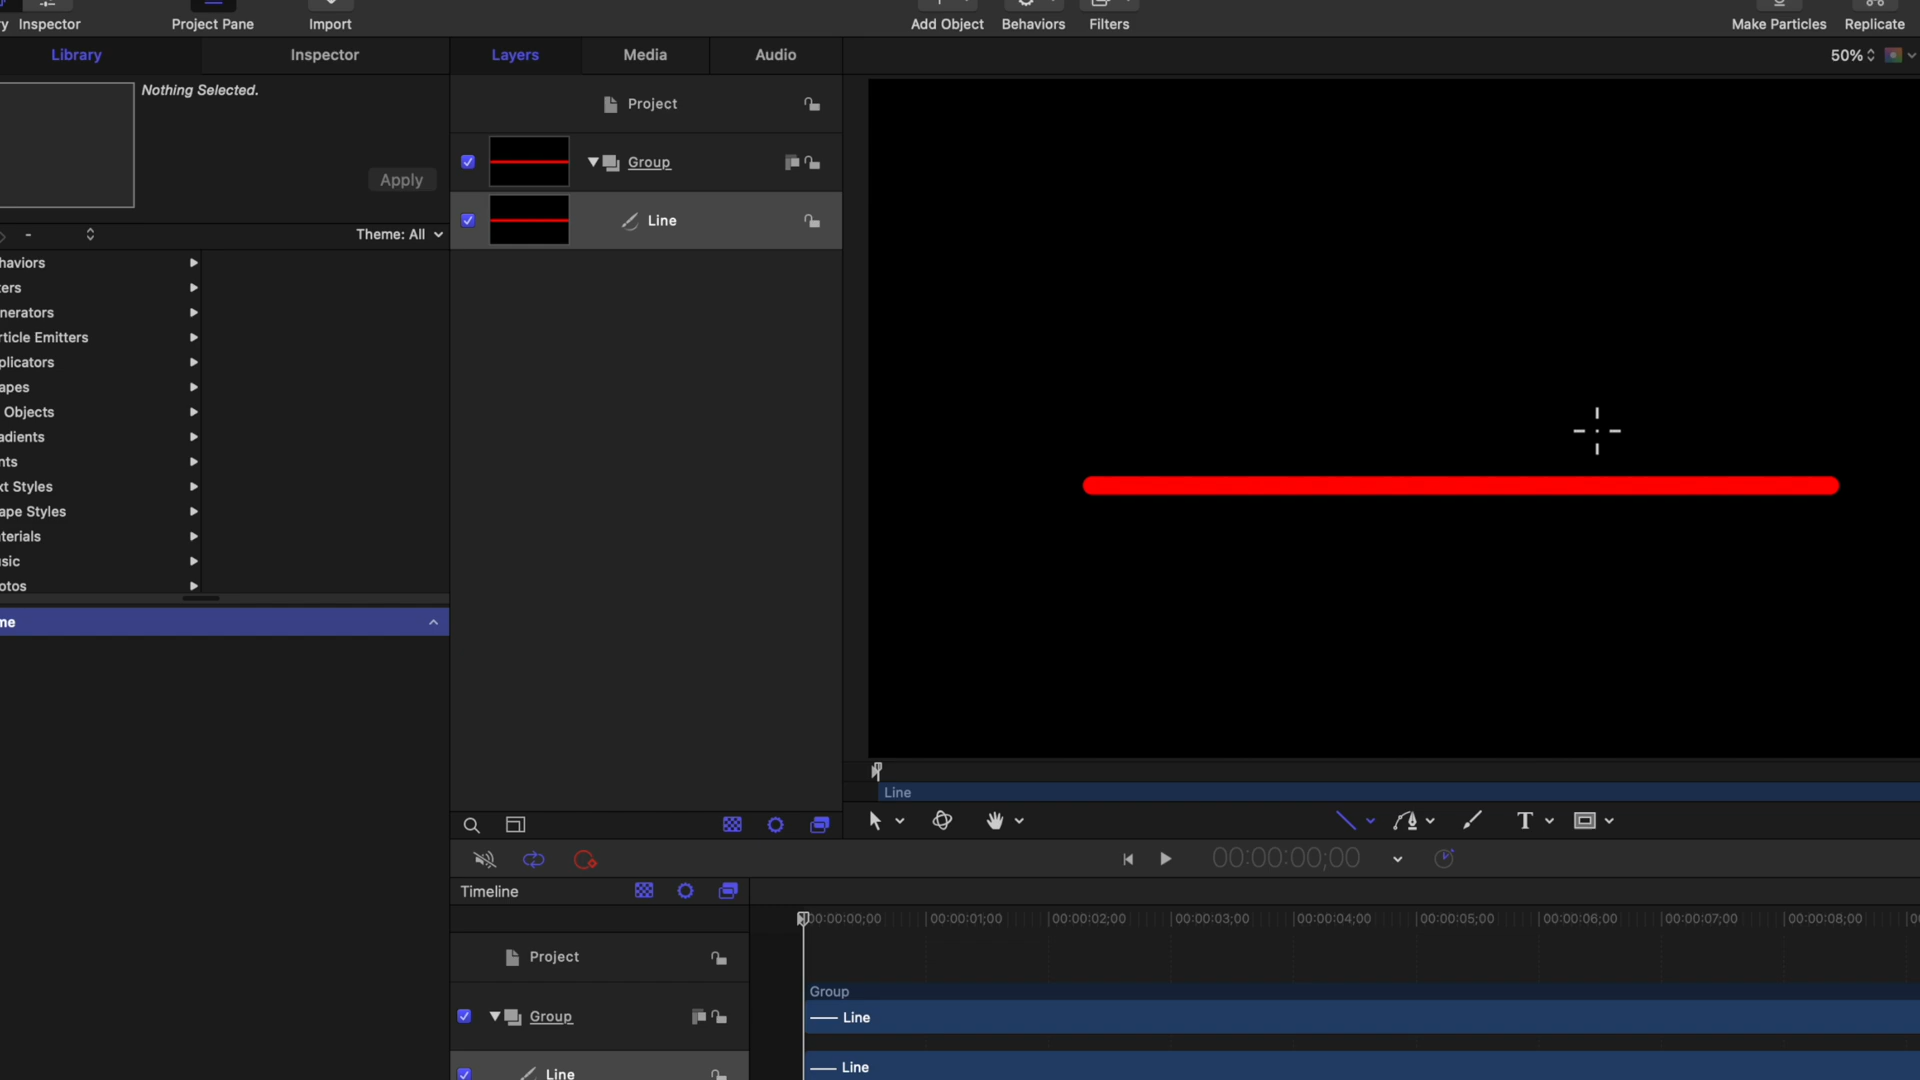 y Inspector
Project Pane
Import
Add Object
Behaviors
Filters
Make Particles
Replicate
Library
Inspector
Layers
Media
Audio
50%
Nothing Selected.
Apply
Project
Group
Line
-
Theme: All
haviors
ters
nerators
rticle Emitters
plicators
apes
Objects
adients
nts
xt Styles
ape Styles
terials
sic
otos
me
Line
T
00:00:00;00
Timeline
00:00:00;00
00:00:01;00
00:00:02;00
00:00:03;00
00:00:04;00
00:00:05;00
00:00:06;00
00:00:07;00
00:00:08;00
Project
Group
Group
Line
Line
Line